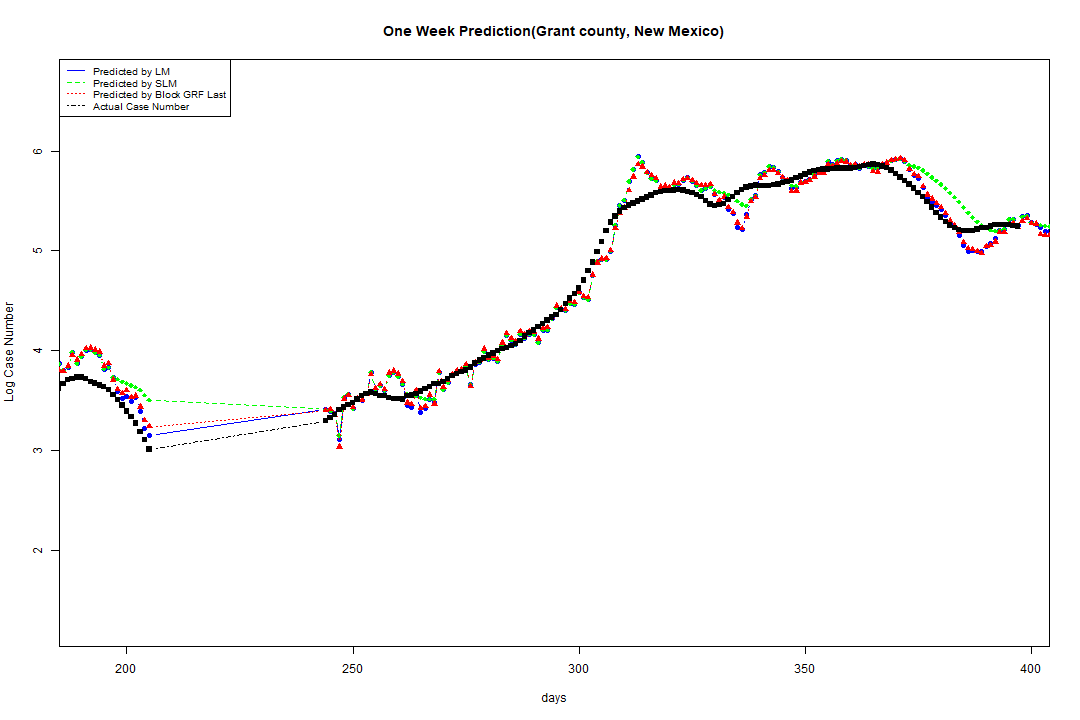 One Week Prediction(Grant county, New Mexico)
Predicted by LM
Predicted by SLM
Predicted by Block GRF Last
Actual Case Number
6
5
4
3
2
Log Case Number
200 250 300 350 400
days